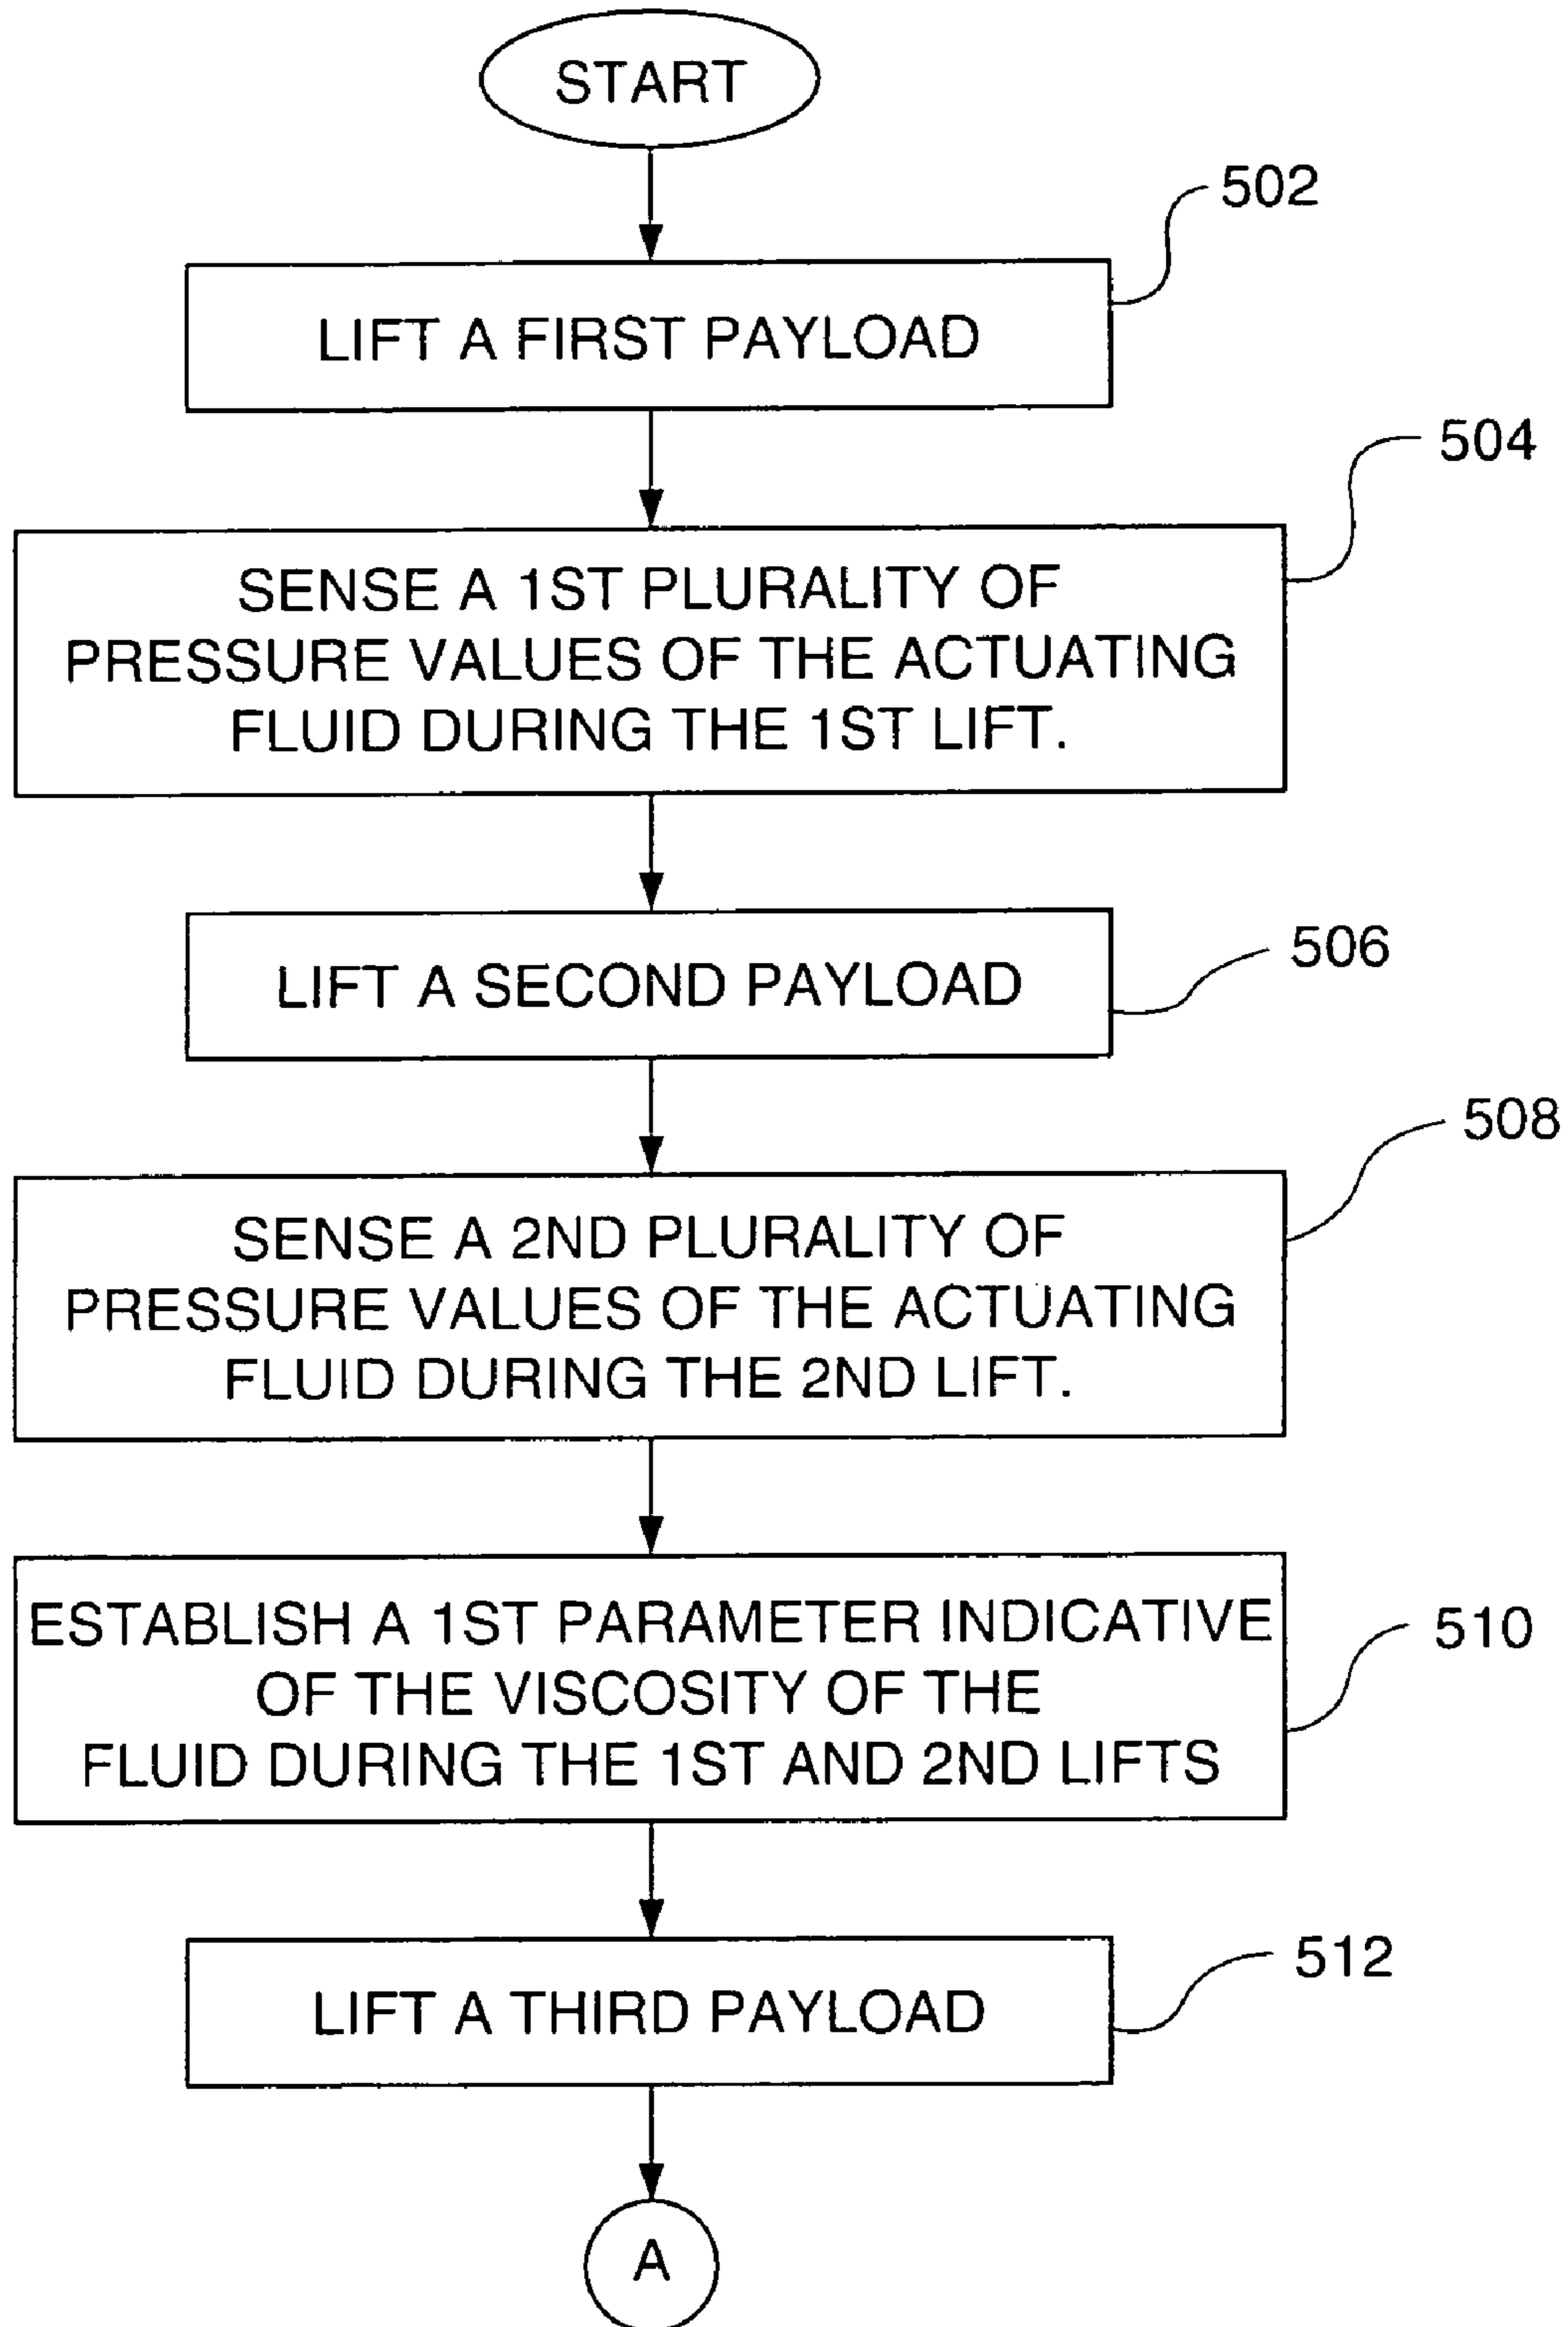 START
502
LIFT A FIRST PAYLOAD
504
SENSE A 1ST PLURALITY OF
PRESSURE VALUES OF THE ACTUATING
FLUID DURING THE 1ST LIFT.
506
LIFT A SECOND PAYLOAD
508
SENSE A 2ND PLURALITY OF
PRESSURE VALUES OF THE ACTUATING
FLUID DURING THE 2ND LIFT.
510
ESTABLISH A 1ST PARAMETER INDICATIVE
OF THE VISCOSITY OF THE
FLUID DURING THE 1ST AND 2ND LIFTS
512
LIFT A THIRD PAYLOAD
A